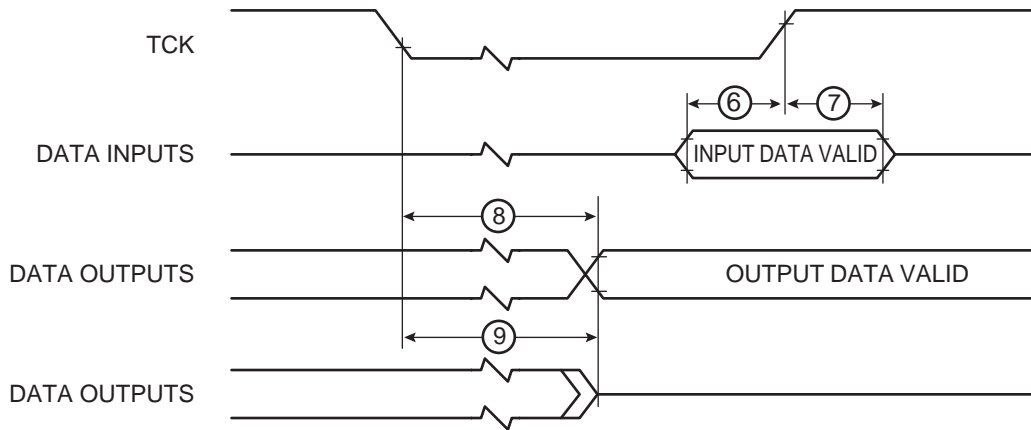 TCK
6
7
DATA INPUTS
INPUT DATA VALID
8
DATA OUTPUTS
OUTPUT DATA VALID
9
DATA OUTPUTS